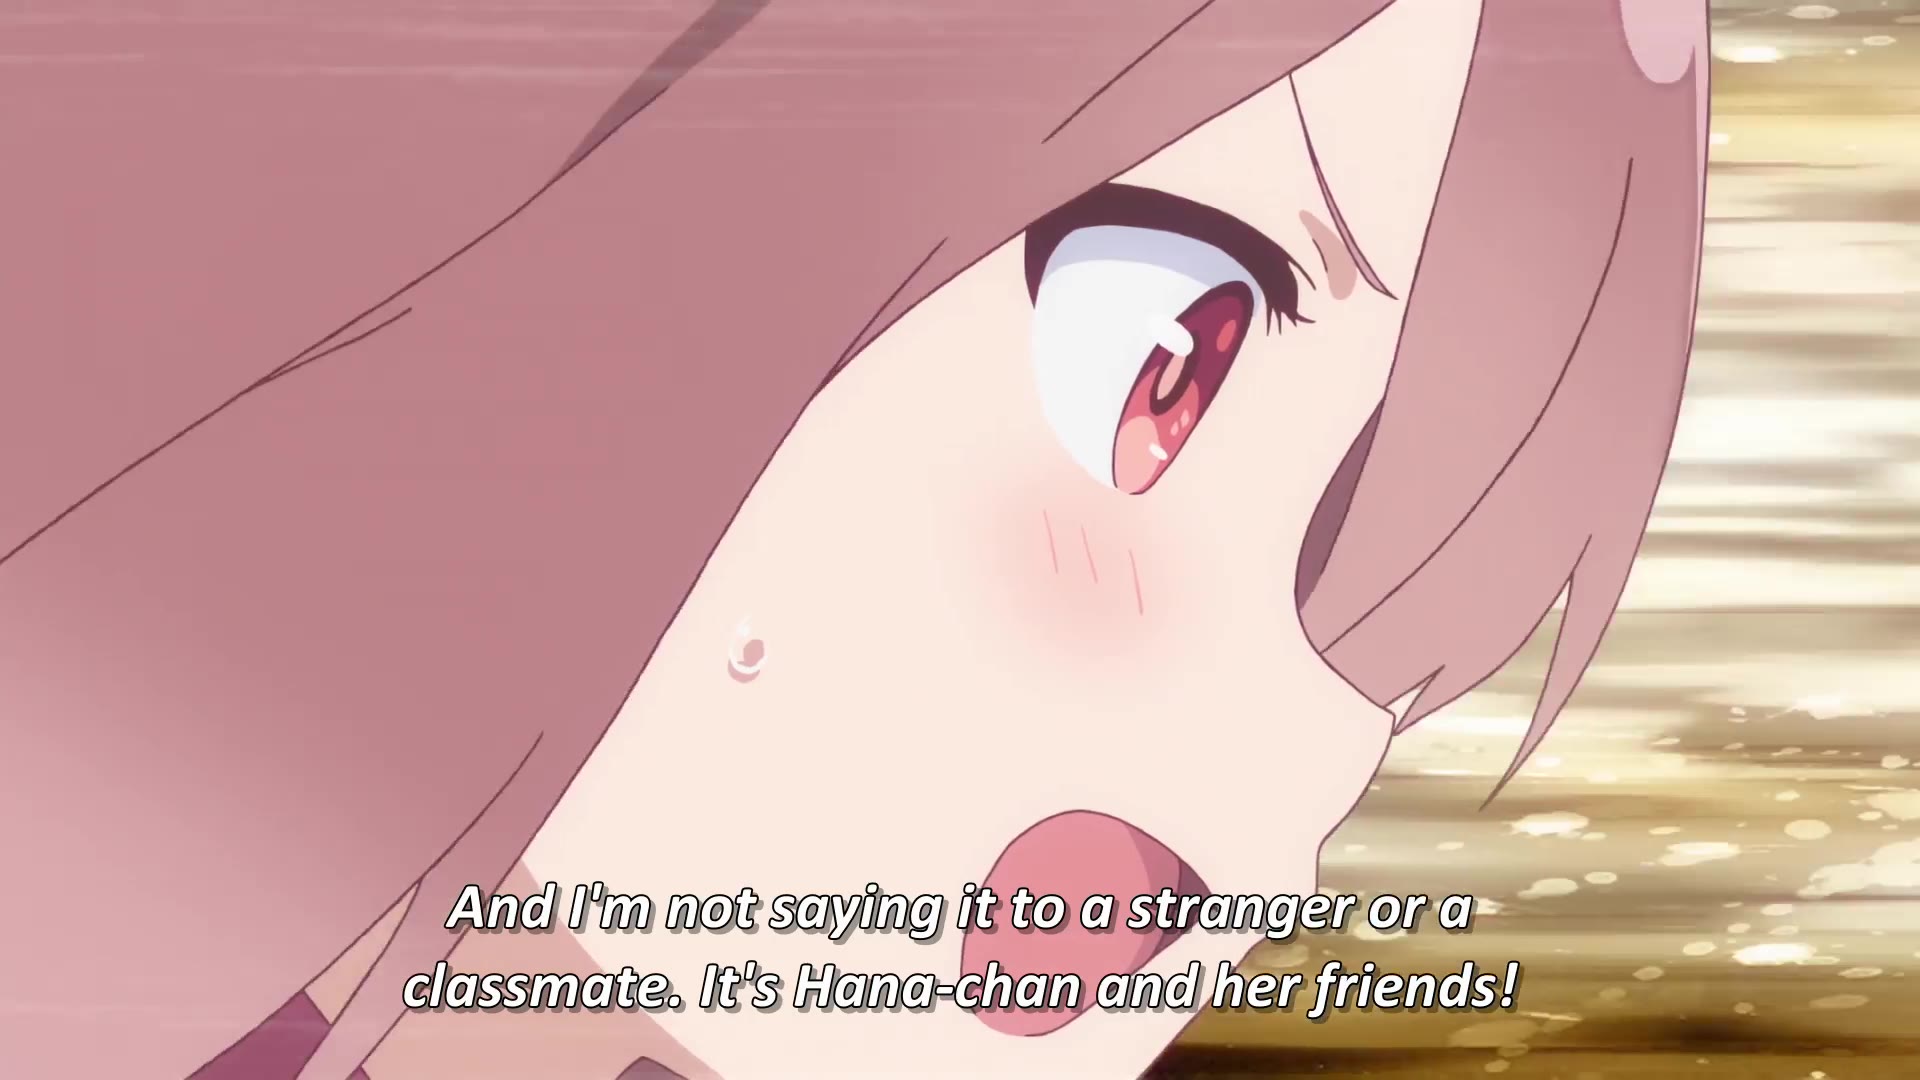 And I'm not saying it to a stranger or a
classmate. It's Hana-chan and her friends!